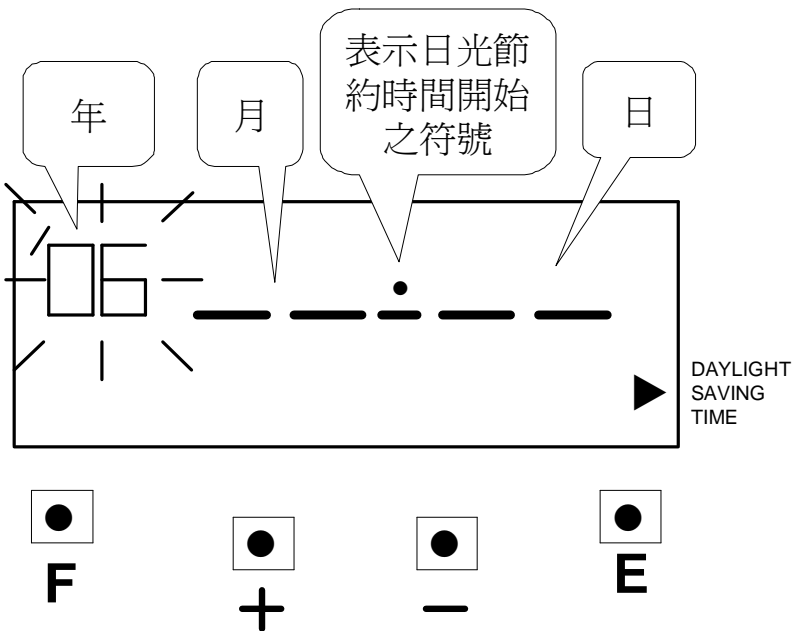 年
月
表示日光節
約時間開始
之符號
日
06
DAYLIGHT
SAVING
TIME
F
+
−
E